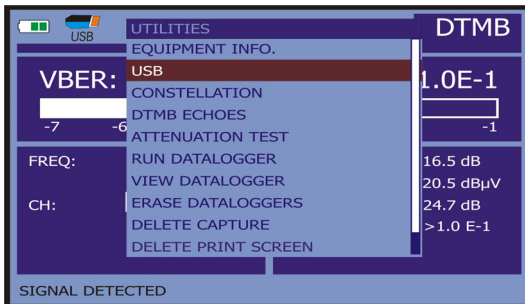 USB
UTILITIES
DTMB
EQUIPMENT INFO.
VBER:
USB
1.0E-1
CONSTELLATION
DTMB ECHOES
-7
-6
ATTENUATION TEST
-1
FREQ:
RUN DATALOGGER
16.5 dB
VIEW DATALOGGER
20.5 dBµV
CH:
ERASE DATALOGGERS
24.7 dB
DELETE CAPTURE
>1.0 E-1
DELETE PRINT SCREEN
SIGNAL DETECTED